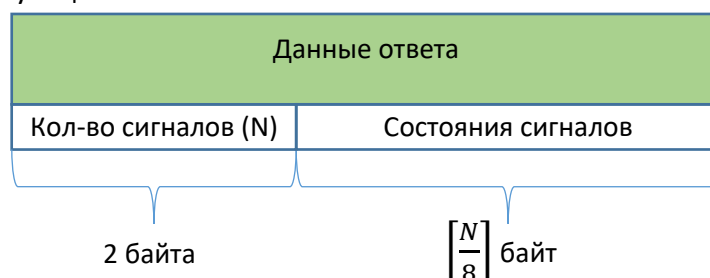 Данные ответа
Кол-во сигналов (N) Состояния сигналов
2 байта [N/8] байт